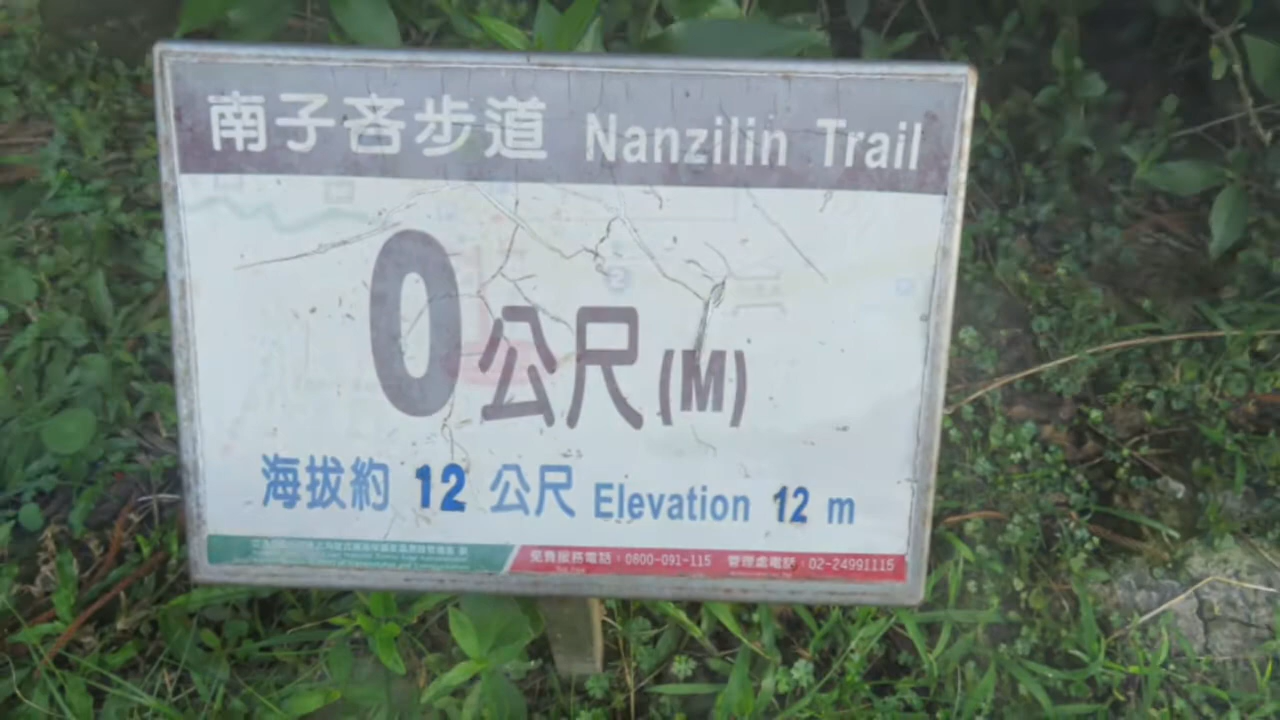 南子吝步道 Nanzilin Trail
0公尺(M)
海拔約 12 公尺 Elevation 12 m
免費服務電話：0800-091-115 管理處電話：02-24991115